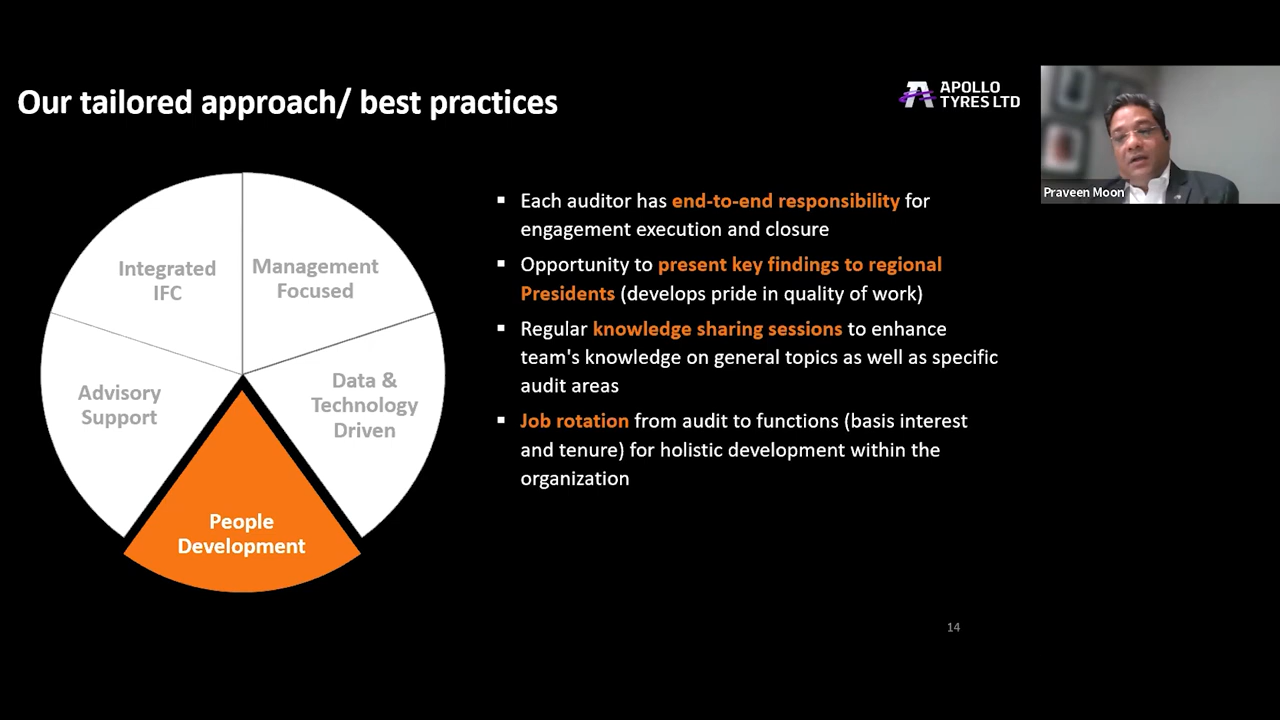 Our tailored approach/ best practices
APOLLO
TYRES LTD
Praveen Moon
Integrated
IFC
Management
Focused
Advisory
Support
Data &
Technology
Driven
People
Development
▪ Each auditor has end-to-end responsibility for
engagement execution and closure
▪ Opportunity to present key findings to regional
Presidents (develops pride in quality of work)
▪ Regular knowledge sharing sessions to enhance
team's knowledge on general topics as well as specific
audit areas
▪ Job rotation from audit to functions (basis interest
and tenure) for holistic development within the
organization
14